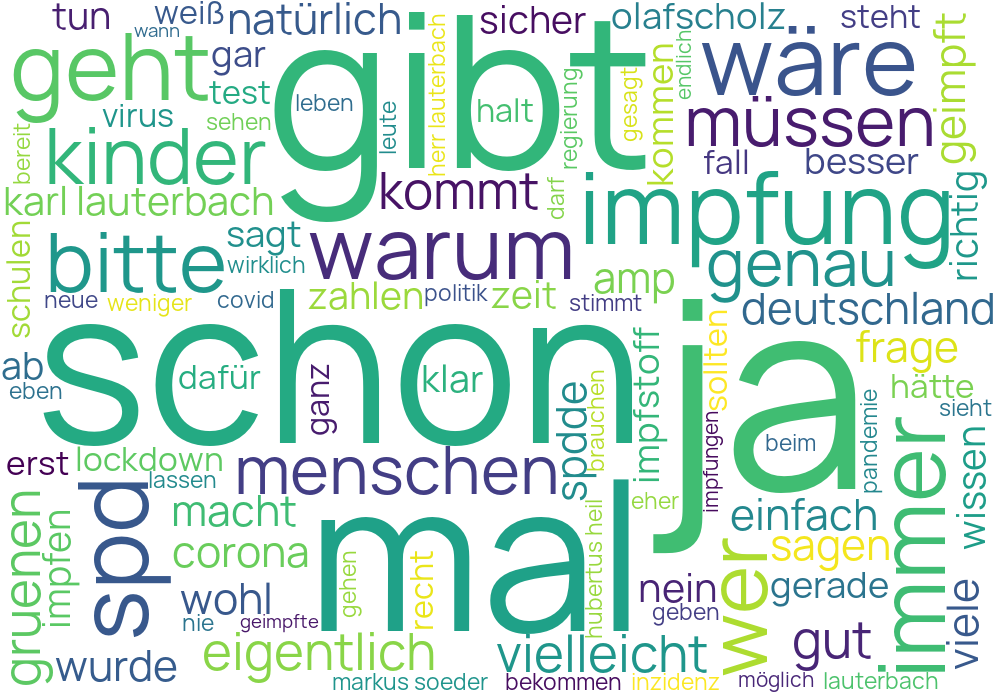 tun
wann
weiß
natürlich
sicher
olafscholz
steht
geht
gar
gibt
wäre
geimpft
test
leben
halt
herr lauterbach
leute
regierung
gesagt
kommen
endlich
virus
sehen
müssen
bereit
kinder
fall
besser
karl lauterbach
kommt
darf
impfung
richtig
schulen
bitte
sagt
wirklich
warum
genau
amp
neue
weniger
covid
zahlen
politik
zeit
stimmt
deutschland
schon
ja
ab
eben
dafür
ganz
klar
spdde
brauchen
impfstoff
sollten
frage
hätte
beim
pandemie
sieht
impfungen
erst
lockdown
lassen
menschen
eher
immer
wissen
gruenen
impfen
spd
macht
corona
mal
einfach
sagen
wer
wohl
nie
geimpfte
gehen
recht
hubertus heil
nein
geben
gerade
viele
wurde
eigentlich
vielleicht
gut
markus soeder
bekommen
inzidenz
möglich
lauterbach